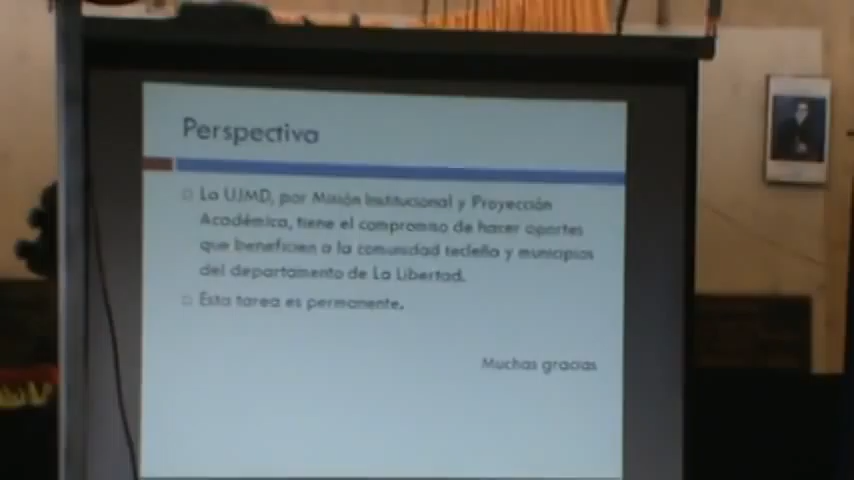 Perspectiva
La UJMD, por Misión Institucional y Proyección
Académica, tiene el compromiso de hacer aportes
que beneficien a la comunidad tecleña y municipios
del departamento de La Libertad.
Esta tarea es permanente.
Muchas gracias